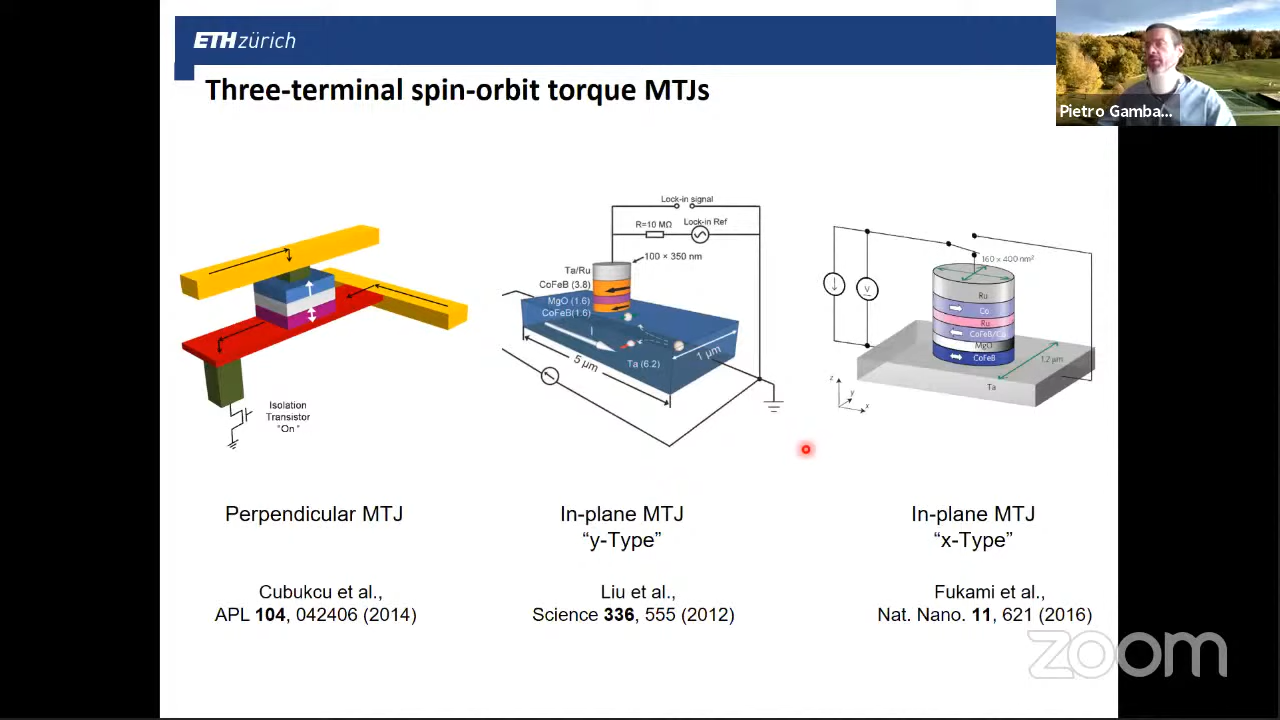 ETH zürich
Pietro Gamba...
Three-terminal spin-orbit torque MTJs
Isolation
Transistor
"On"
Lock-in signal
R=10 MΩ
Lock-in Ref
100 × 350 nm
Ta/Ru
CoFeB (3.8)
MgO (1.6)
CoFeB(1.6)
I
Ta (6.2)
5 µm
1 µm
160 × 400 nm²
V
Ru
Co
Ru
CoFeB/Co
MgO
CoFeB
Ta
1.2 µm
z
y
x
Perpendicular MTJ
In-plane MTJ
“y-Type”
In-plane MTJ
“x-Type”
Cubukcu et al.,
APL 104, 042406 (2014)
Liu et al.,
Science 336, 555 (2012)
Fukami et al.,
Nat. Nano. 11, 621 (2016)
zoom